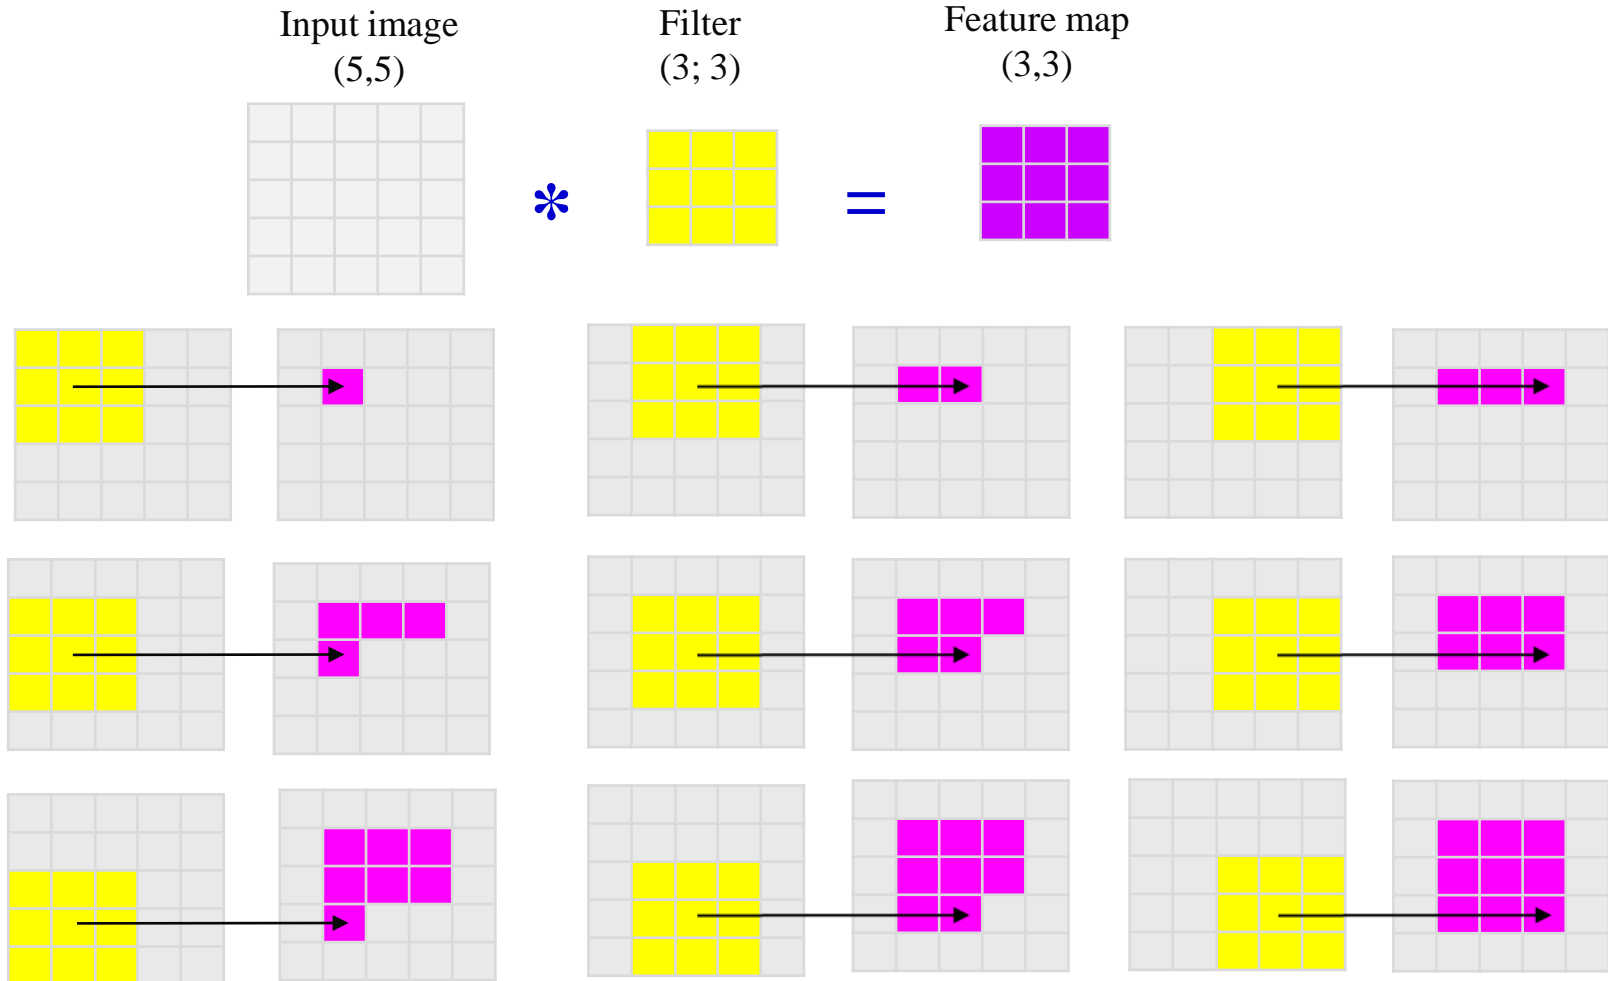 Input image
(5,5)
Filter
(3; 3)
Feature map
(3,3)
* =